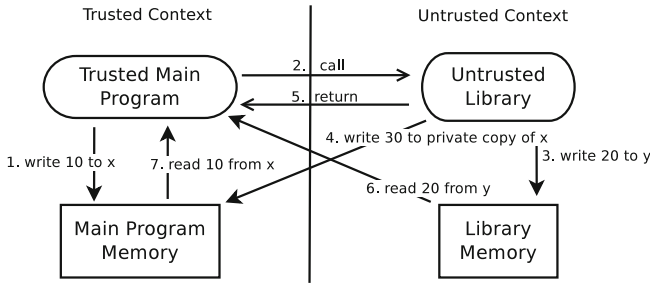 Trusted Context
Untrusted Context
Trusted Main
Program
2. call
5. return
Untrusted
Library
1. write 10 to x
7. read 10 from x
4. write 30 to private copy of x
3. write 20 to y
6. read 20 from y
Main Program
Memory
Library
Memory